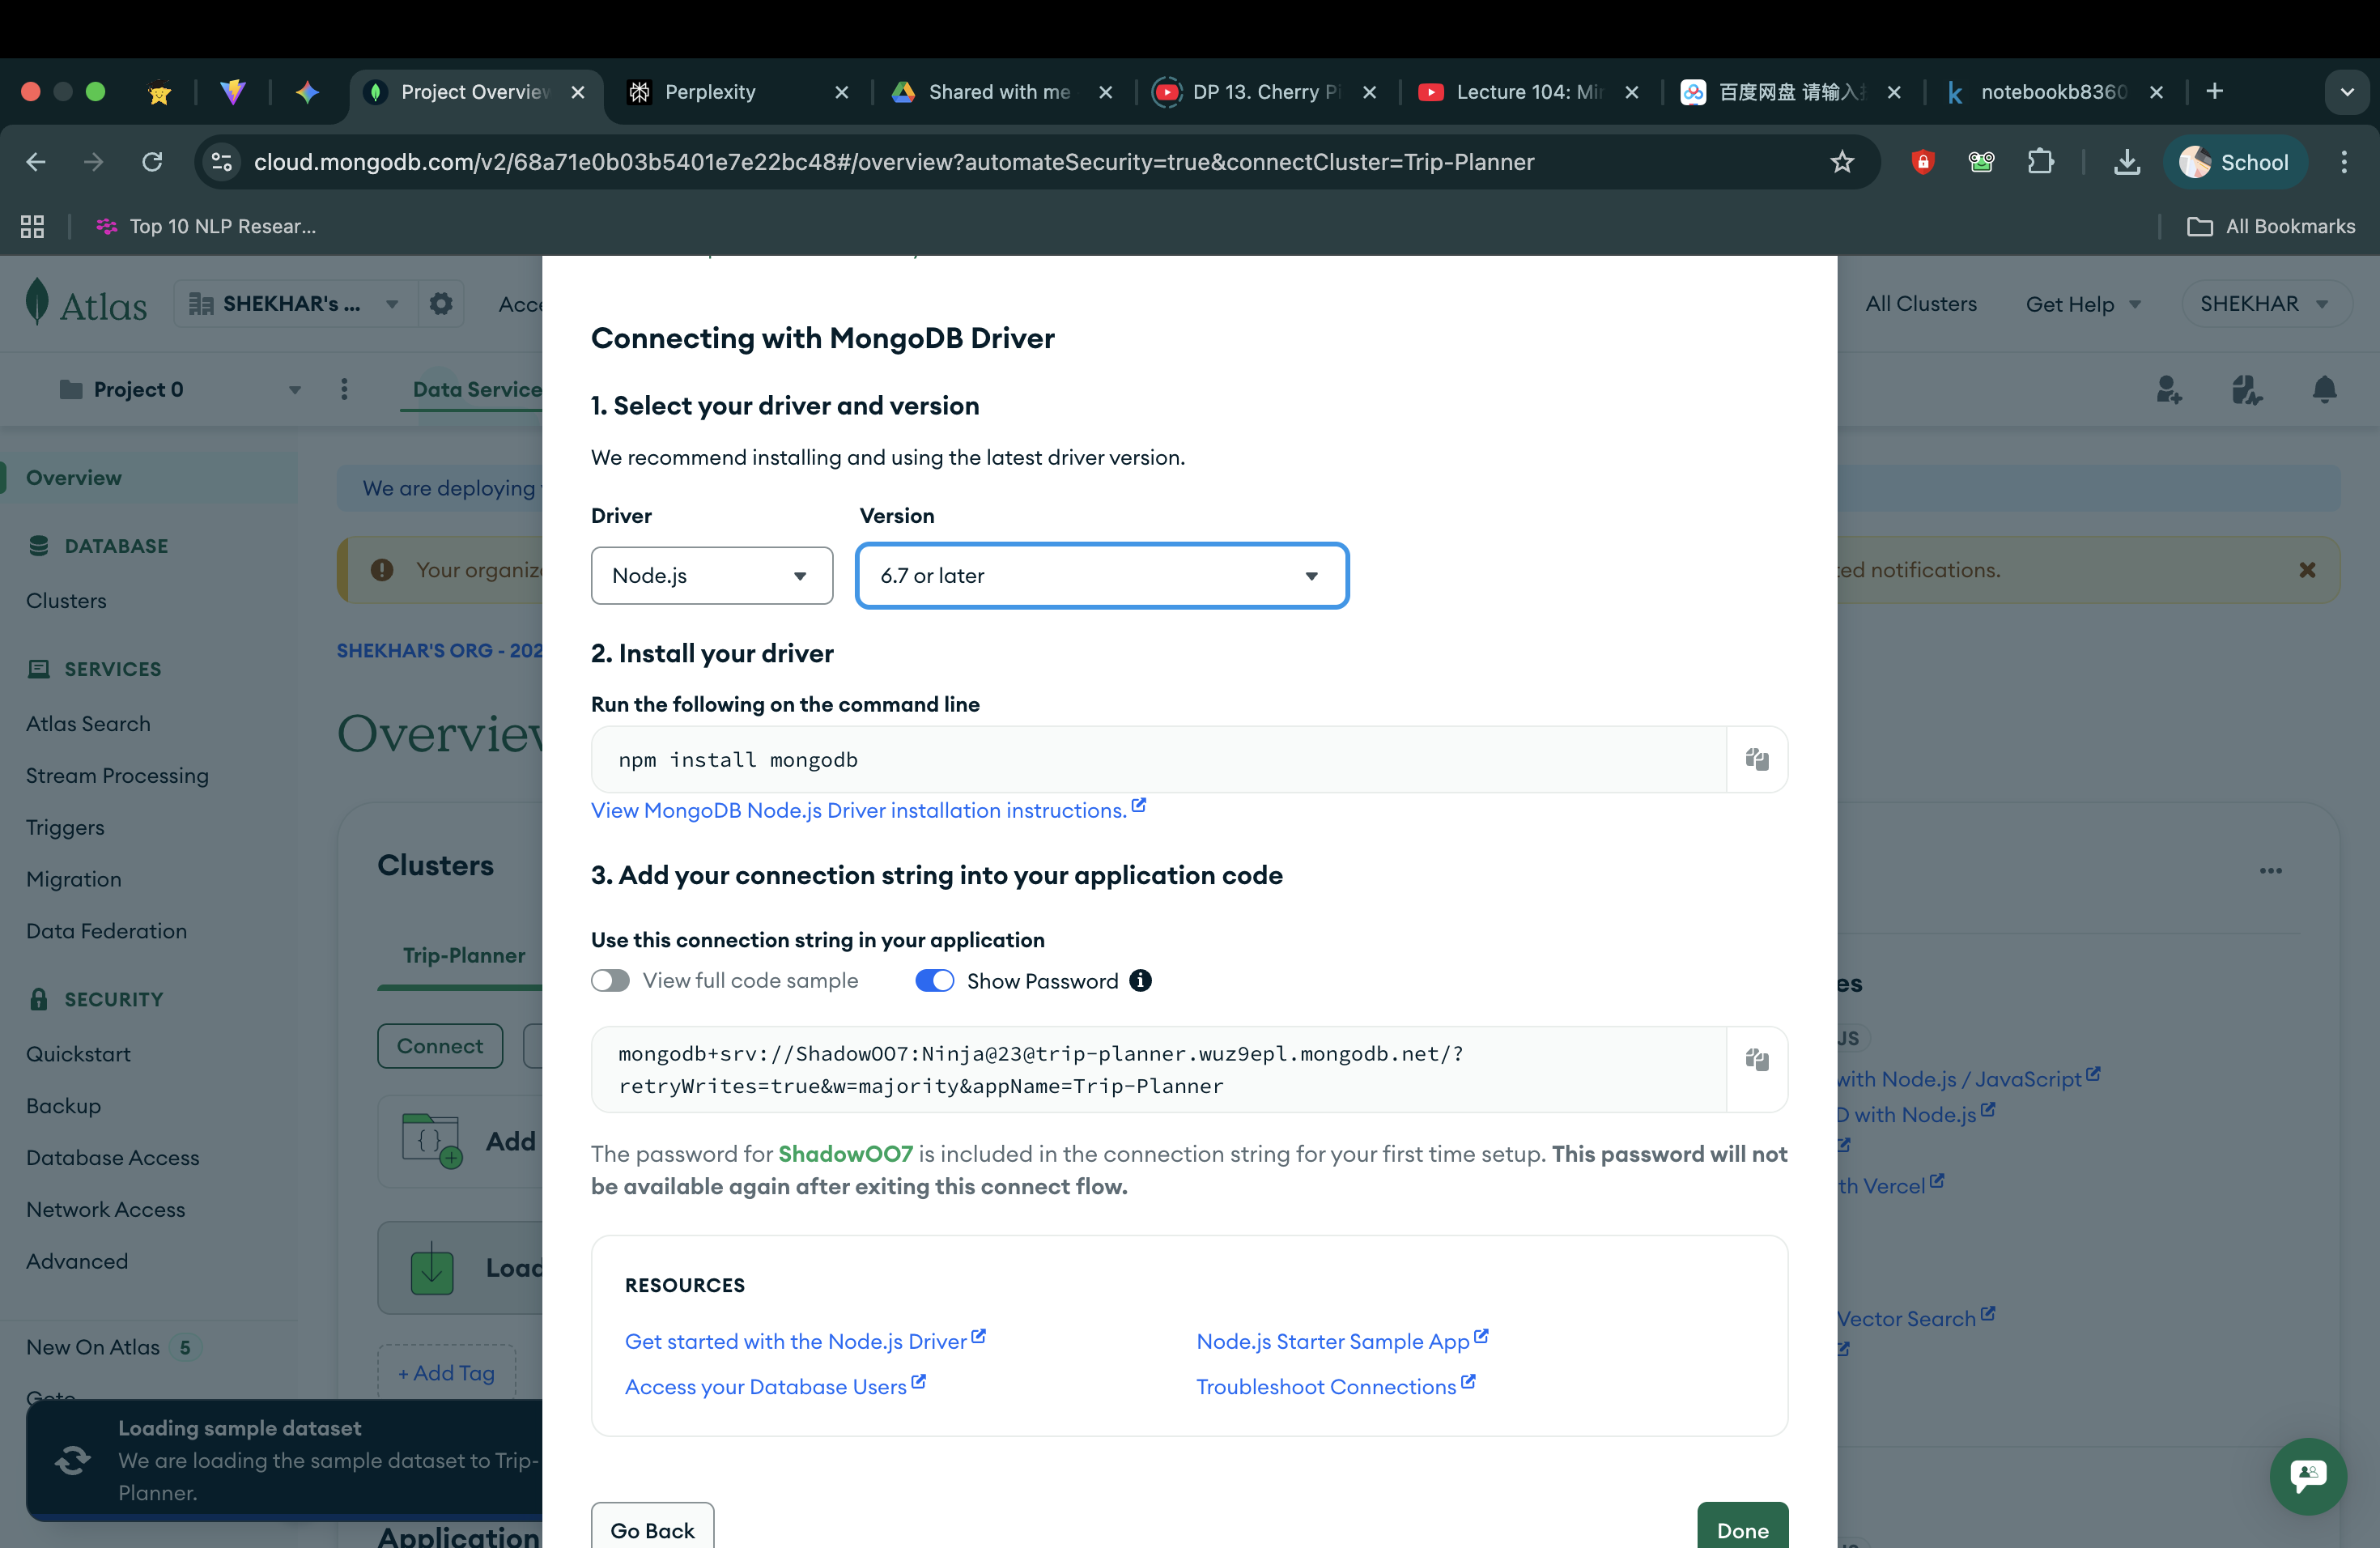 Project Overview
Perplexity
Shared with me
DP 13. Cherry Pi
Lecture 104: Min
百度网盘 请输入
notebookb8360
cloud.mongodb.com/v2/68a71e0b03b5401e7e22bc48#/overview?automateSecurity=true&connectCluster=Trip-Planner
School
Top 10 NLP Resear...
All Bookmarks
Atlas
SHEKHAR's ...
Acce
All Clusters
Get Help
SHEKHAR
Project 0
Data Service
Overview
DATABASE
Clusters
SERVICES
Atlas Search
Stream Processing
Triggers
Migration
Data Federation
SECURITY
Quickstart
Backup
Database Access
Network Access
Advanced
New On Atlas 5
Goto
We are deploying
Your organiz
ted notifications.
SHEKHAR'S ORG - 202
Overview
Clusters
Trip-Planner
Connect
Add
Load
+ Add Tag
Application
Loading sample dataset
We are loading the sample dataset to Trip-
Planner.
Connecting with MongoDB Driver
1. Select your driver and version
We recommend installing and using the latest driver version.
Driver
Version
Node.js
6.7 or later
2. Install your driver
Run the following on the command line
npm install mongodb
View MongoDB Node.js Driver installation instructions.
3. Add your connection string into your application code
Use this connection string in your application
View full code sample
Show Password
mongodb+srv://ShadowOO7:Ninja@23@trip-planner.wuz9epl.mongodb.net/?
retryWrites=true&w=majority&appName=Trip-Planner
The password for ShadowOO7 is included in the connection string for your first time setup. This password will not
be available again after exiting this connect flow.
RESOURCES
Get started with the Node.js Driver
Node.js Starter Sample App
Access your Database Users
Troubleshoot Connections
Go Back
Done
es
JS
with Node.js / JavaScript
D with Node.js
th Vercel
Vector Search